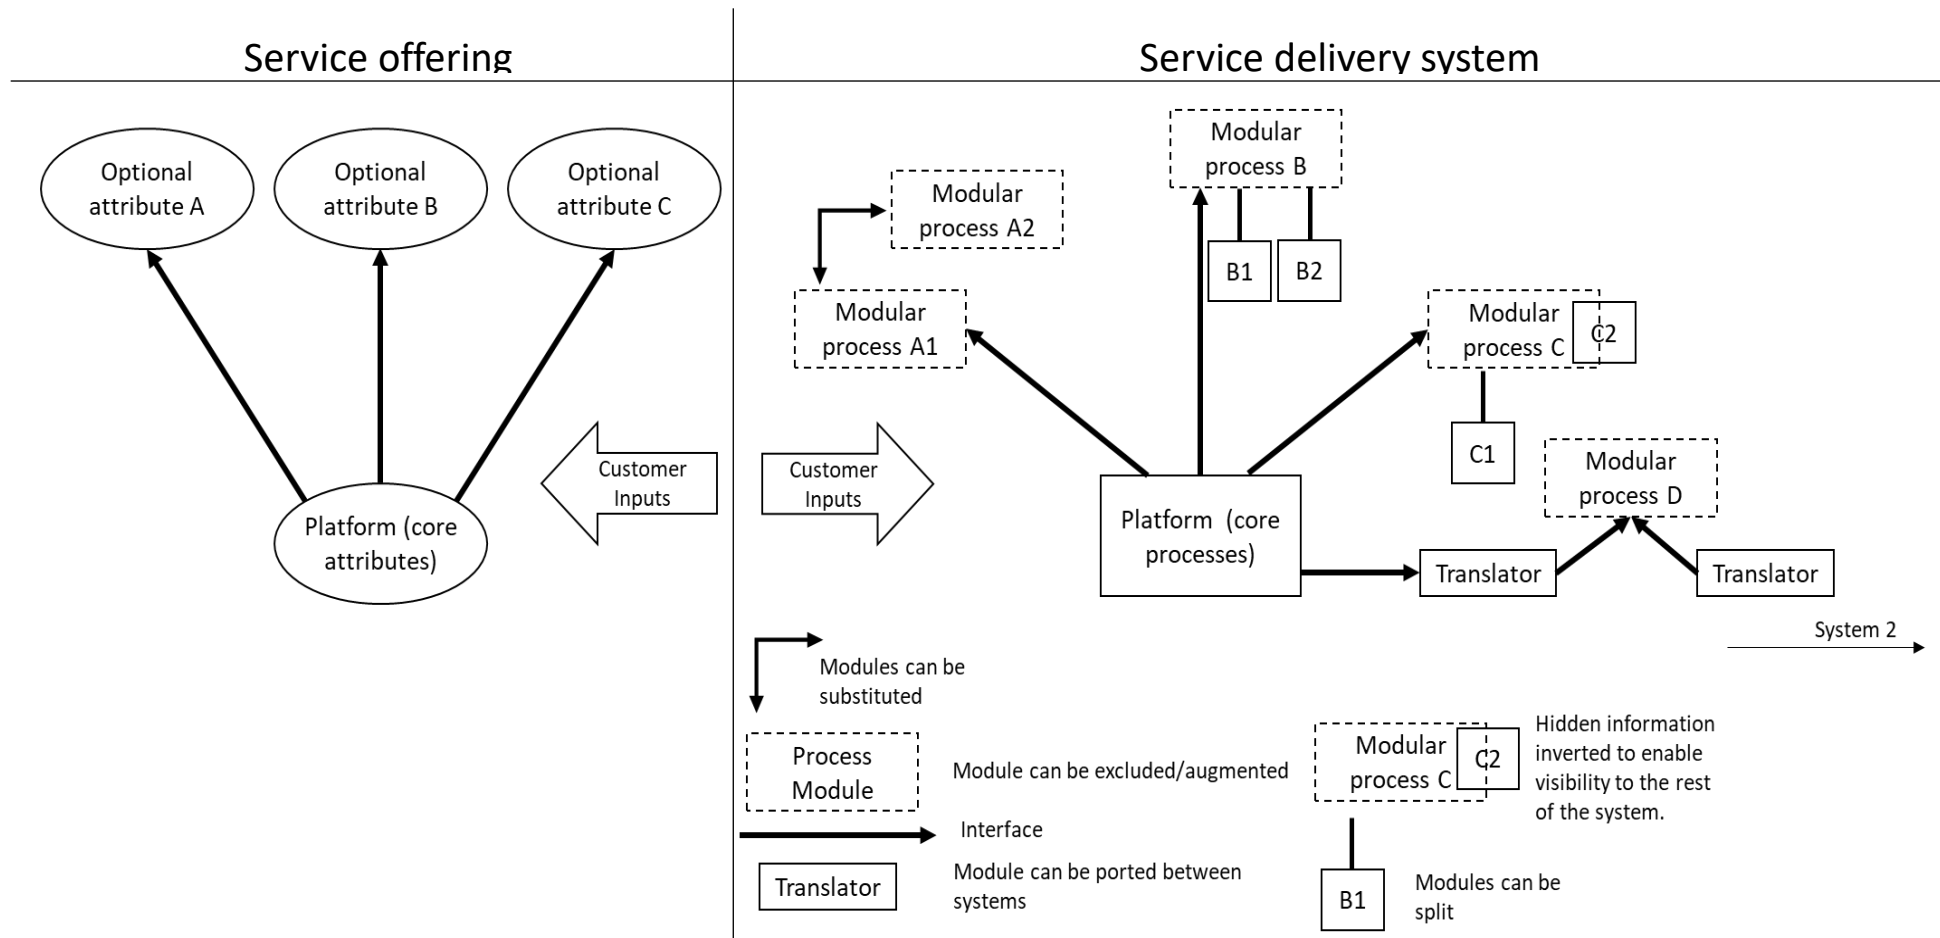 Service offering
Service delivery system
Optional
attribute A
Optional
attribute B
Optional
attribute C
Platform (core
attributes)
Customer
Inputs
Customer
Inputs
Modular
process A2
Modular
process A1
Modular
process B
B1
B2
Modular
process C
C2
C1
Modular
process D
Platform (core
processes)
Translator
Translator
System 2
Modules can be
substituted
Process
Module
Module can be excluded/augmented
Interface
Translator
Module can be ported between
systems
Modular
process C
C2
Hidden information
inverted to enable
visibility to the rest
of the system.
B1
Modules can be
split